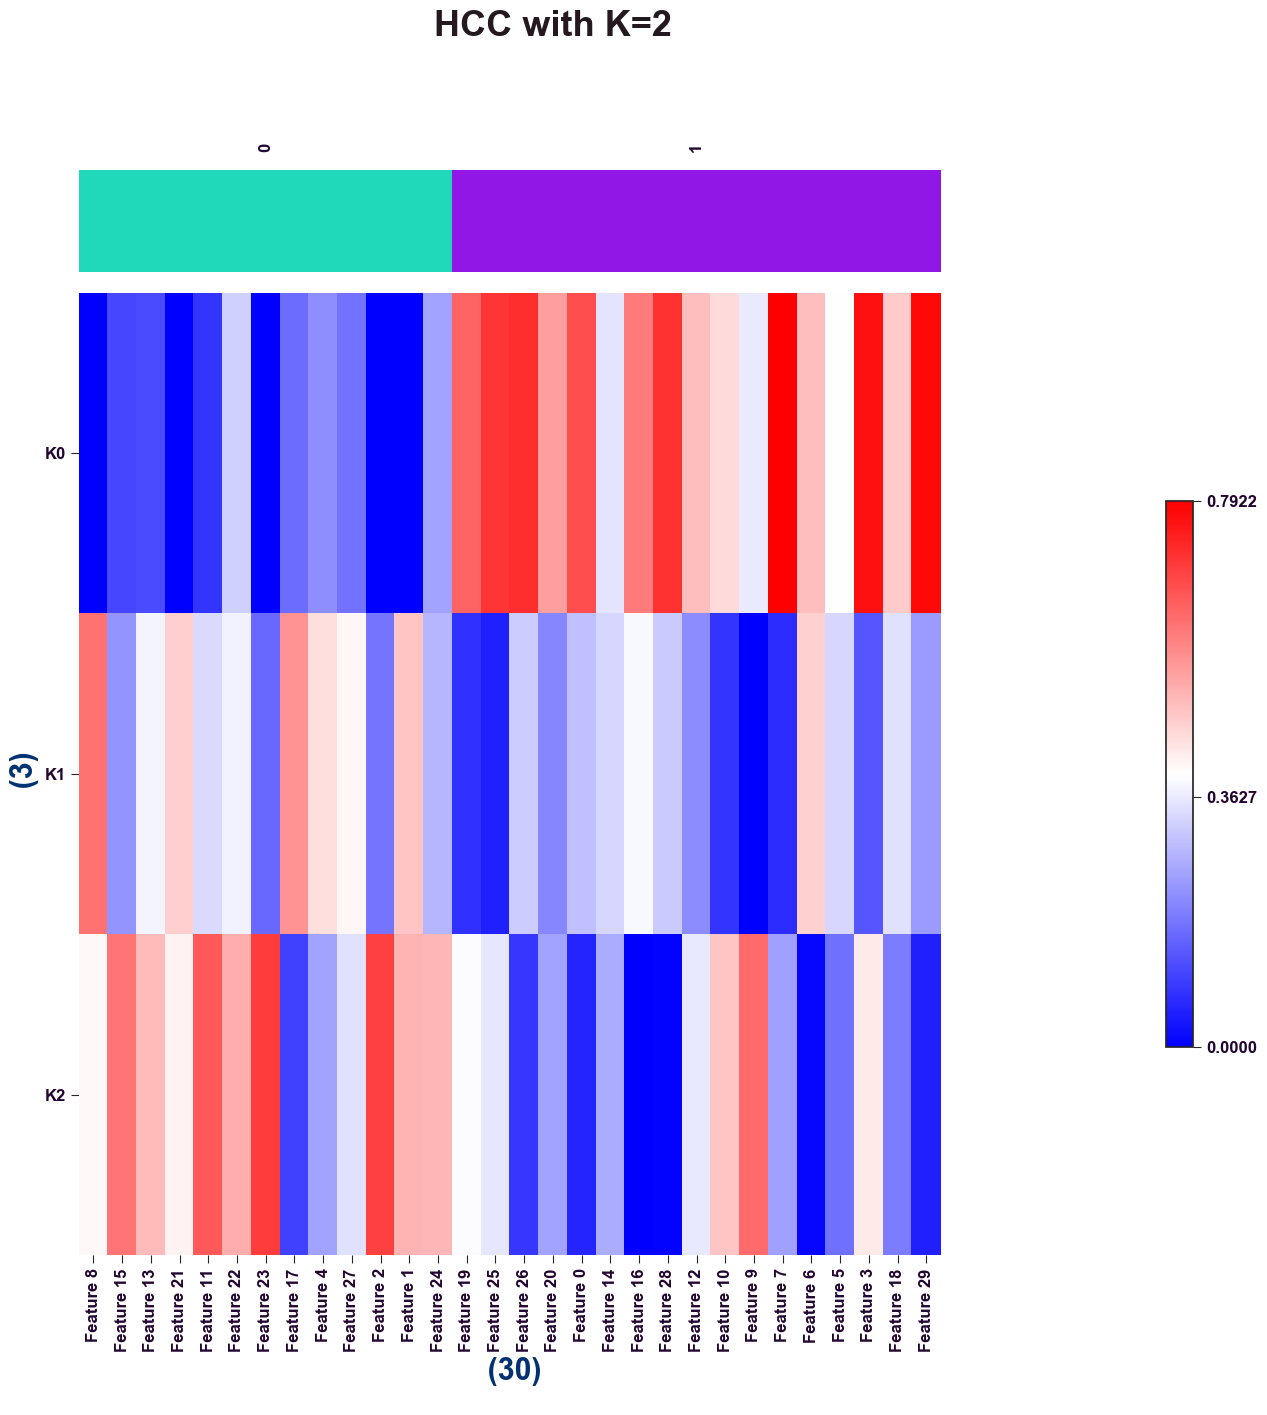 HCC with K=2
0
1
K0
K1
K2
(3)
0.7922
0.3627
0.0000
Feature 8
Feature 15
Feature 13
Feature 21
Feature 11
Feature 22
Feature 23
Feature 17
Feature 4
Feature 27
Feature 2
Feature 1
Feature 24
Feature 19
Feature 25
Feature 26
Feature 20
Feature 0
Feature 14
Feature 16
Feature 28
Feature 12
Feature 10
Feature 9
Feature 7
Feature 6
Feature 5
Feature 3
Feature 18
Feature 29
(30)